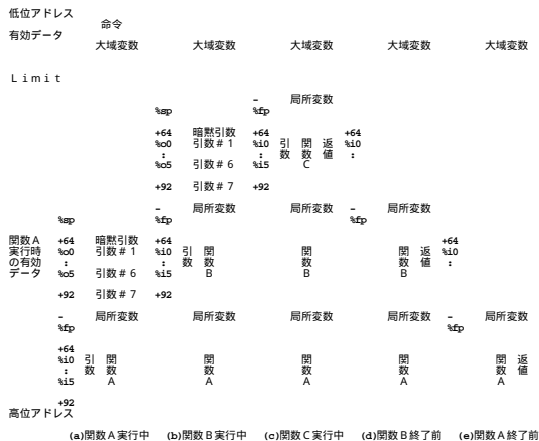 低位アドレス
命令
有効データ
大域変数 大域変数 大域変数 大域変数 大域変数
Ｌｉｍｉｔ
- 局所変数
%sp %fp
+64 暗黙引数 +64 +64
%o0 引数＃１ %i0 引 関 返 %i0
: : 数 数 値 :
%o5 引数＃６ %i5 Ｃ
+92 引数＃７ +92
- 局所変数 局所変数 - 局所変数
%sp %fp %fp
関数Ａ +64 暗黙引数 +64 +64
実行時 %o0 引数＃１ %i0 引 関 関 関 返 %i0
の有効 : : 数 数 数 数 値 :
データ %o5 引数＃６ %i5 Ｂ Ｂ Ｂ
+92 引数＃７ +92
- 局所変数 局所変数 局所変数 局所変数 - 局所変数
%fp %fp
+64
%i0 引 関 関 関 関 関 返
: 数 数 数 数 数 数 値
%i5 Ａ Ａ Ａ Ａ Ａ
+92
高位アドレス
(a)関数Ａ実行中 (b)関数Ｂ実行中 (c)関数Ｃ実行中 (d)関数Ｂ終了前 (e)関数Ａ終了前